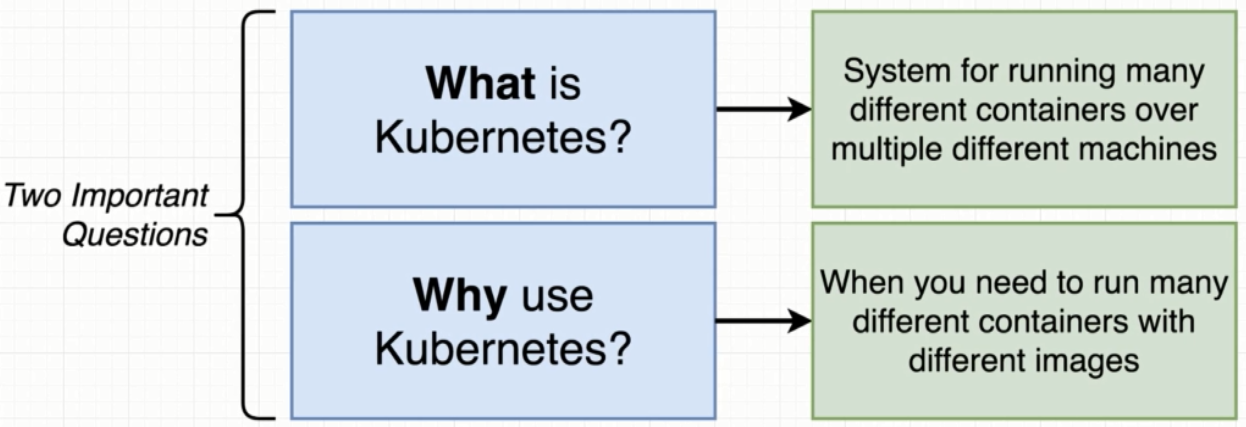 Two Important
Questions
What is
Kubernetes?
System for running many
different containers over
multiple different machines
Why use
Kubernetes?
When you need to run many
different containers with
different images